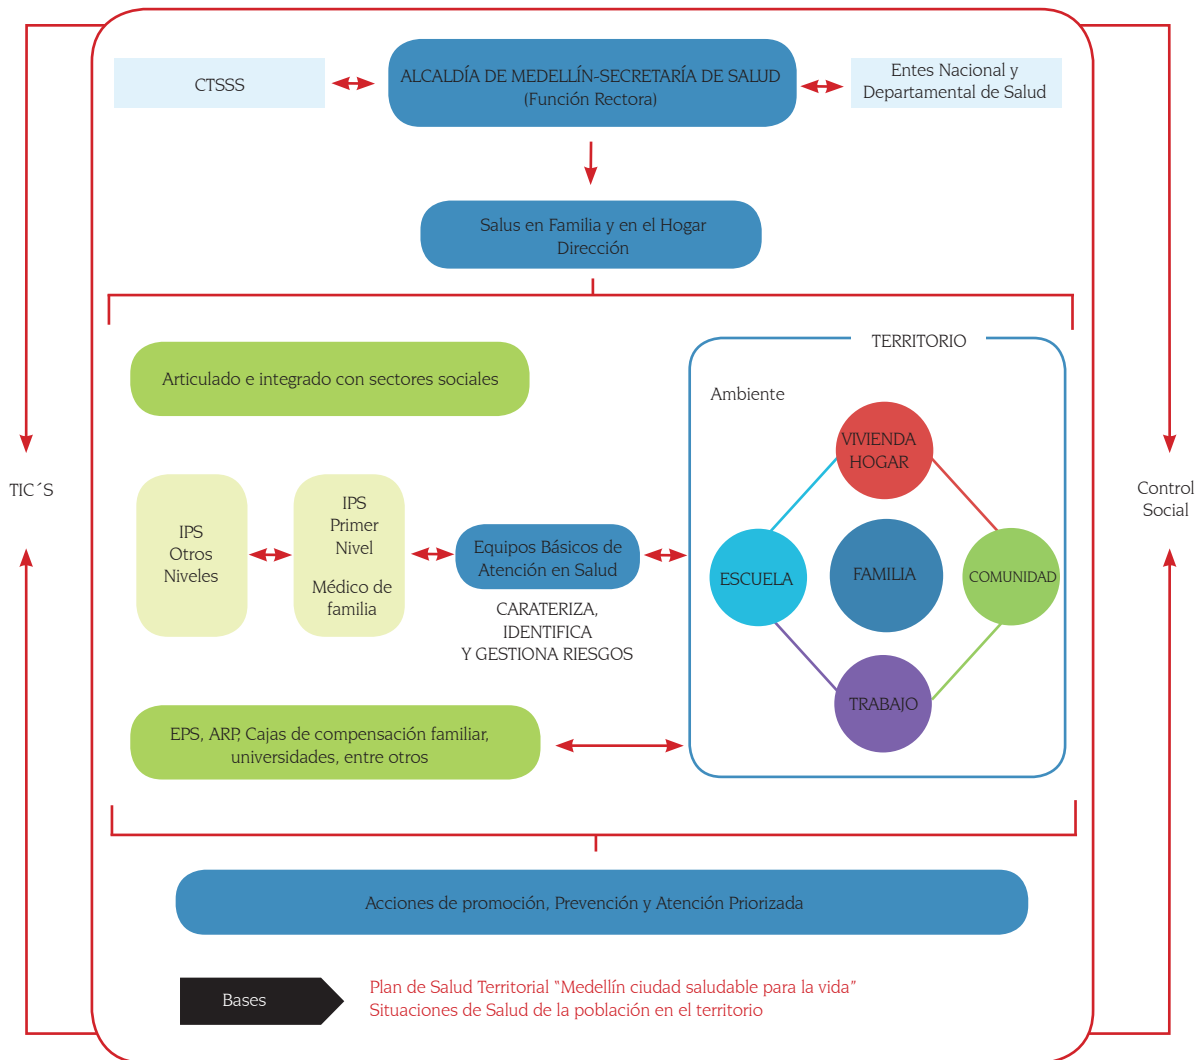 CTSSS
ALCALDÍA DE MEDELLÍN-SECRETARÍA DE SALUD
(Función Rectora)
Entes Nacional y
Departamental de Salud
Salus en Familia y en el Hogar
Dirección
TIC´S
Control
Social
Articulado e integrado con sectores sociales
IPS
Otros
Niveles
IPS
Primer
Nivel
Médico de
familia
Equipos Básicos de
Atención en Salud
CARATERIZA,
IDENTIFICA
Y GESTIONA RIESGOS
EPS, ARP, Cajas de compensación familiar,
universidades, entre otros
TERRITORIO
Ambiente
VIVIENDA
HOGAR
ESCUELA
FAMILIA
COMUNIDAD
TRABAJO
Acciones de promoción, Prevención y Atención Priorizada
Bases
Plan de Salud Territorial “Medellín ciudad saludable para la vida”
Situaciones de Salud de la población en el territorio